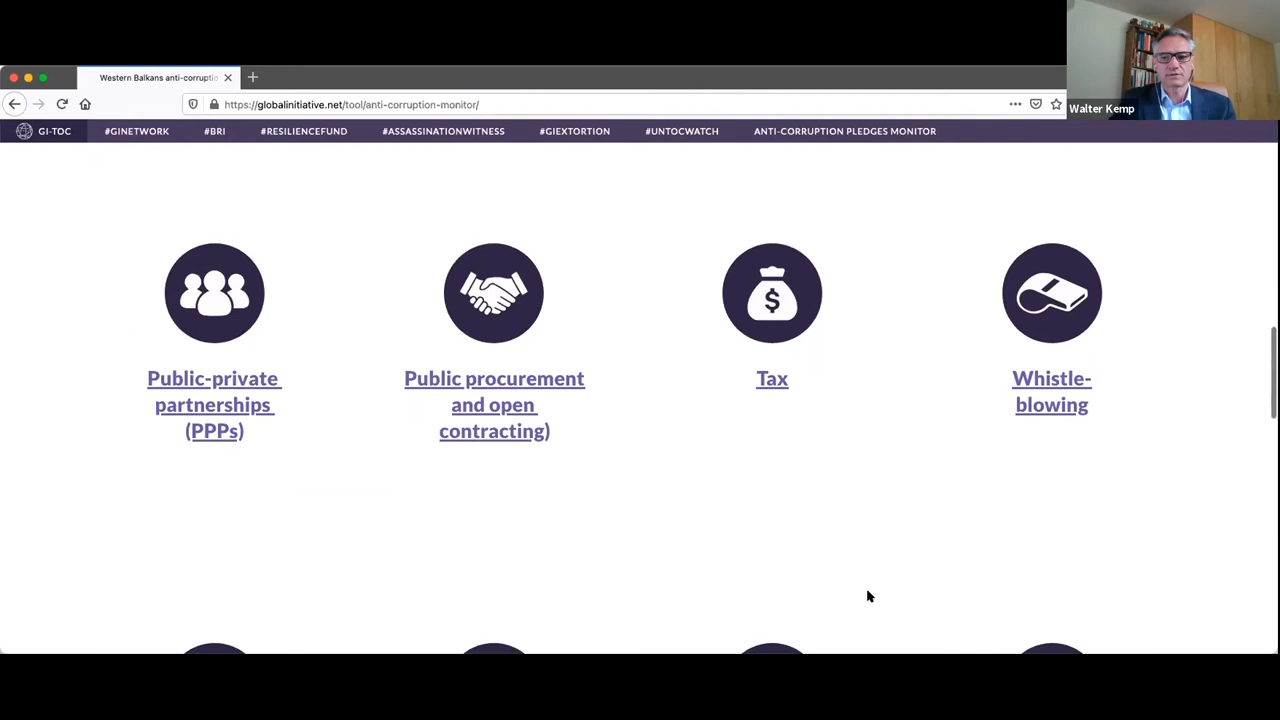 Western Balkans anti-corrupti
https://globalinitiative.net/tool/anti-corruption-monitor/
Walter Kemp
GI-TOC #GINETWORK #BRI #RESILIENCEFUND #ASSASSINATIONWITNESS #GIEXTORTION #UNTOCWATCH ANTI-CORRUPTION PLEDGES MONITOR
Public-private
partnerships
(PPPs)
Public procurement
and open
contracting)
Tax
Whistle-
blowing
$